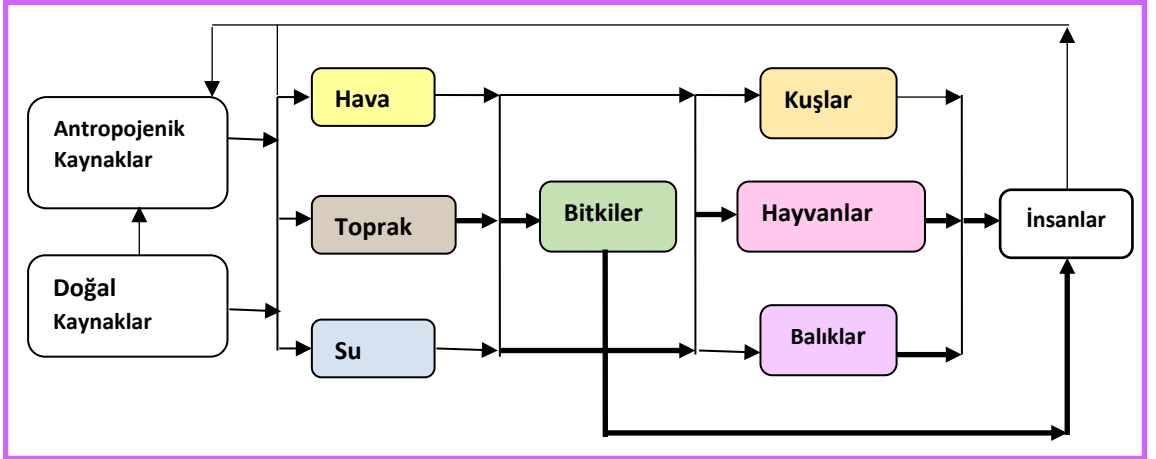 Antropojenik
Kaynaklar
Doğal
Kaynaklar
Hava
Toprak
Su
Bitkiler
Kuşlar
Hayvanlar
Balıklar
İnsanlar